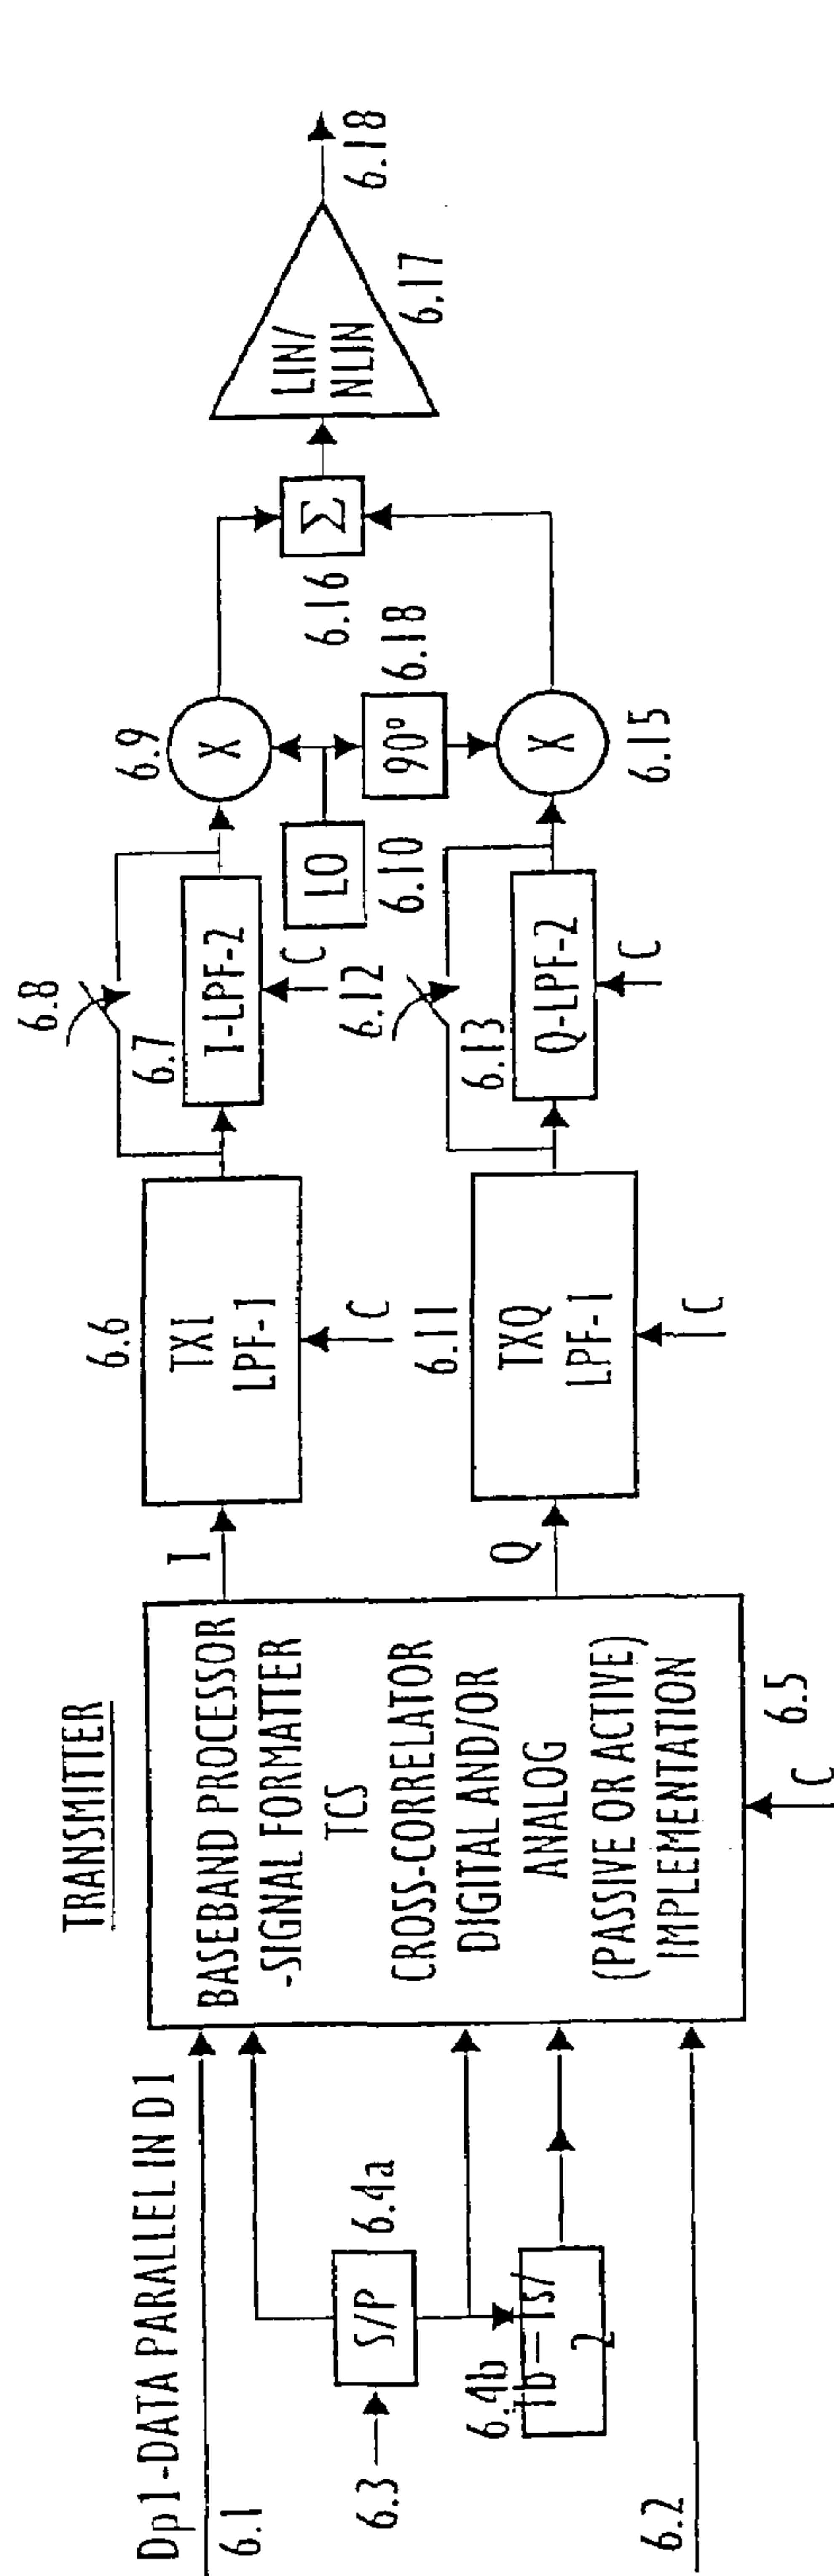 TRANSMITTER
Dp1-DATA PARALLEL IN D1
6.1
6.3
S/P
6.4a
6.4b
Tb=Ts/
2
6.2
BASEBAND PROCESSOR
-SIGNAL FORMATTER
TCS
CROSS-CORRELATOR
DIGITAL AND/OR
ANALOG
(PASSIVE OR ACTIVE)
IMPLEMENTATION
6.5
C
I
Q
6.6
TXI
LPF-1
C
6.11
TXQ
LPF-1
C
6.8
6.7
I-LPF-2
C
6.12
6.13
Q-LPF-2
C
6.9
X
LO
6.10
90°
6.18
X
6.15
Σ
6.16
LIN/
NLIN
6.17
6.18